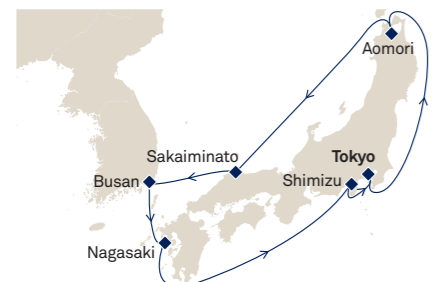 Aomori
Sakaiminato
Tokyo
Busan
Shimizu
Nagasaki